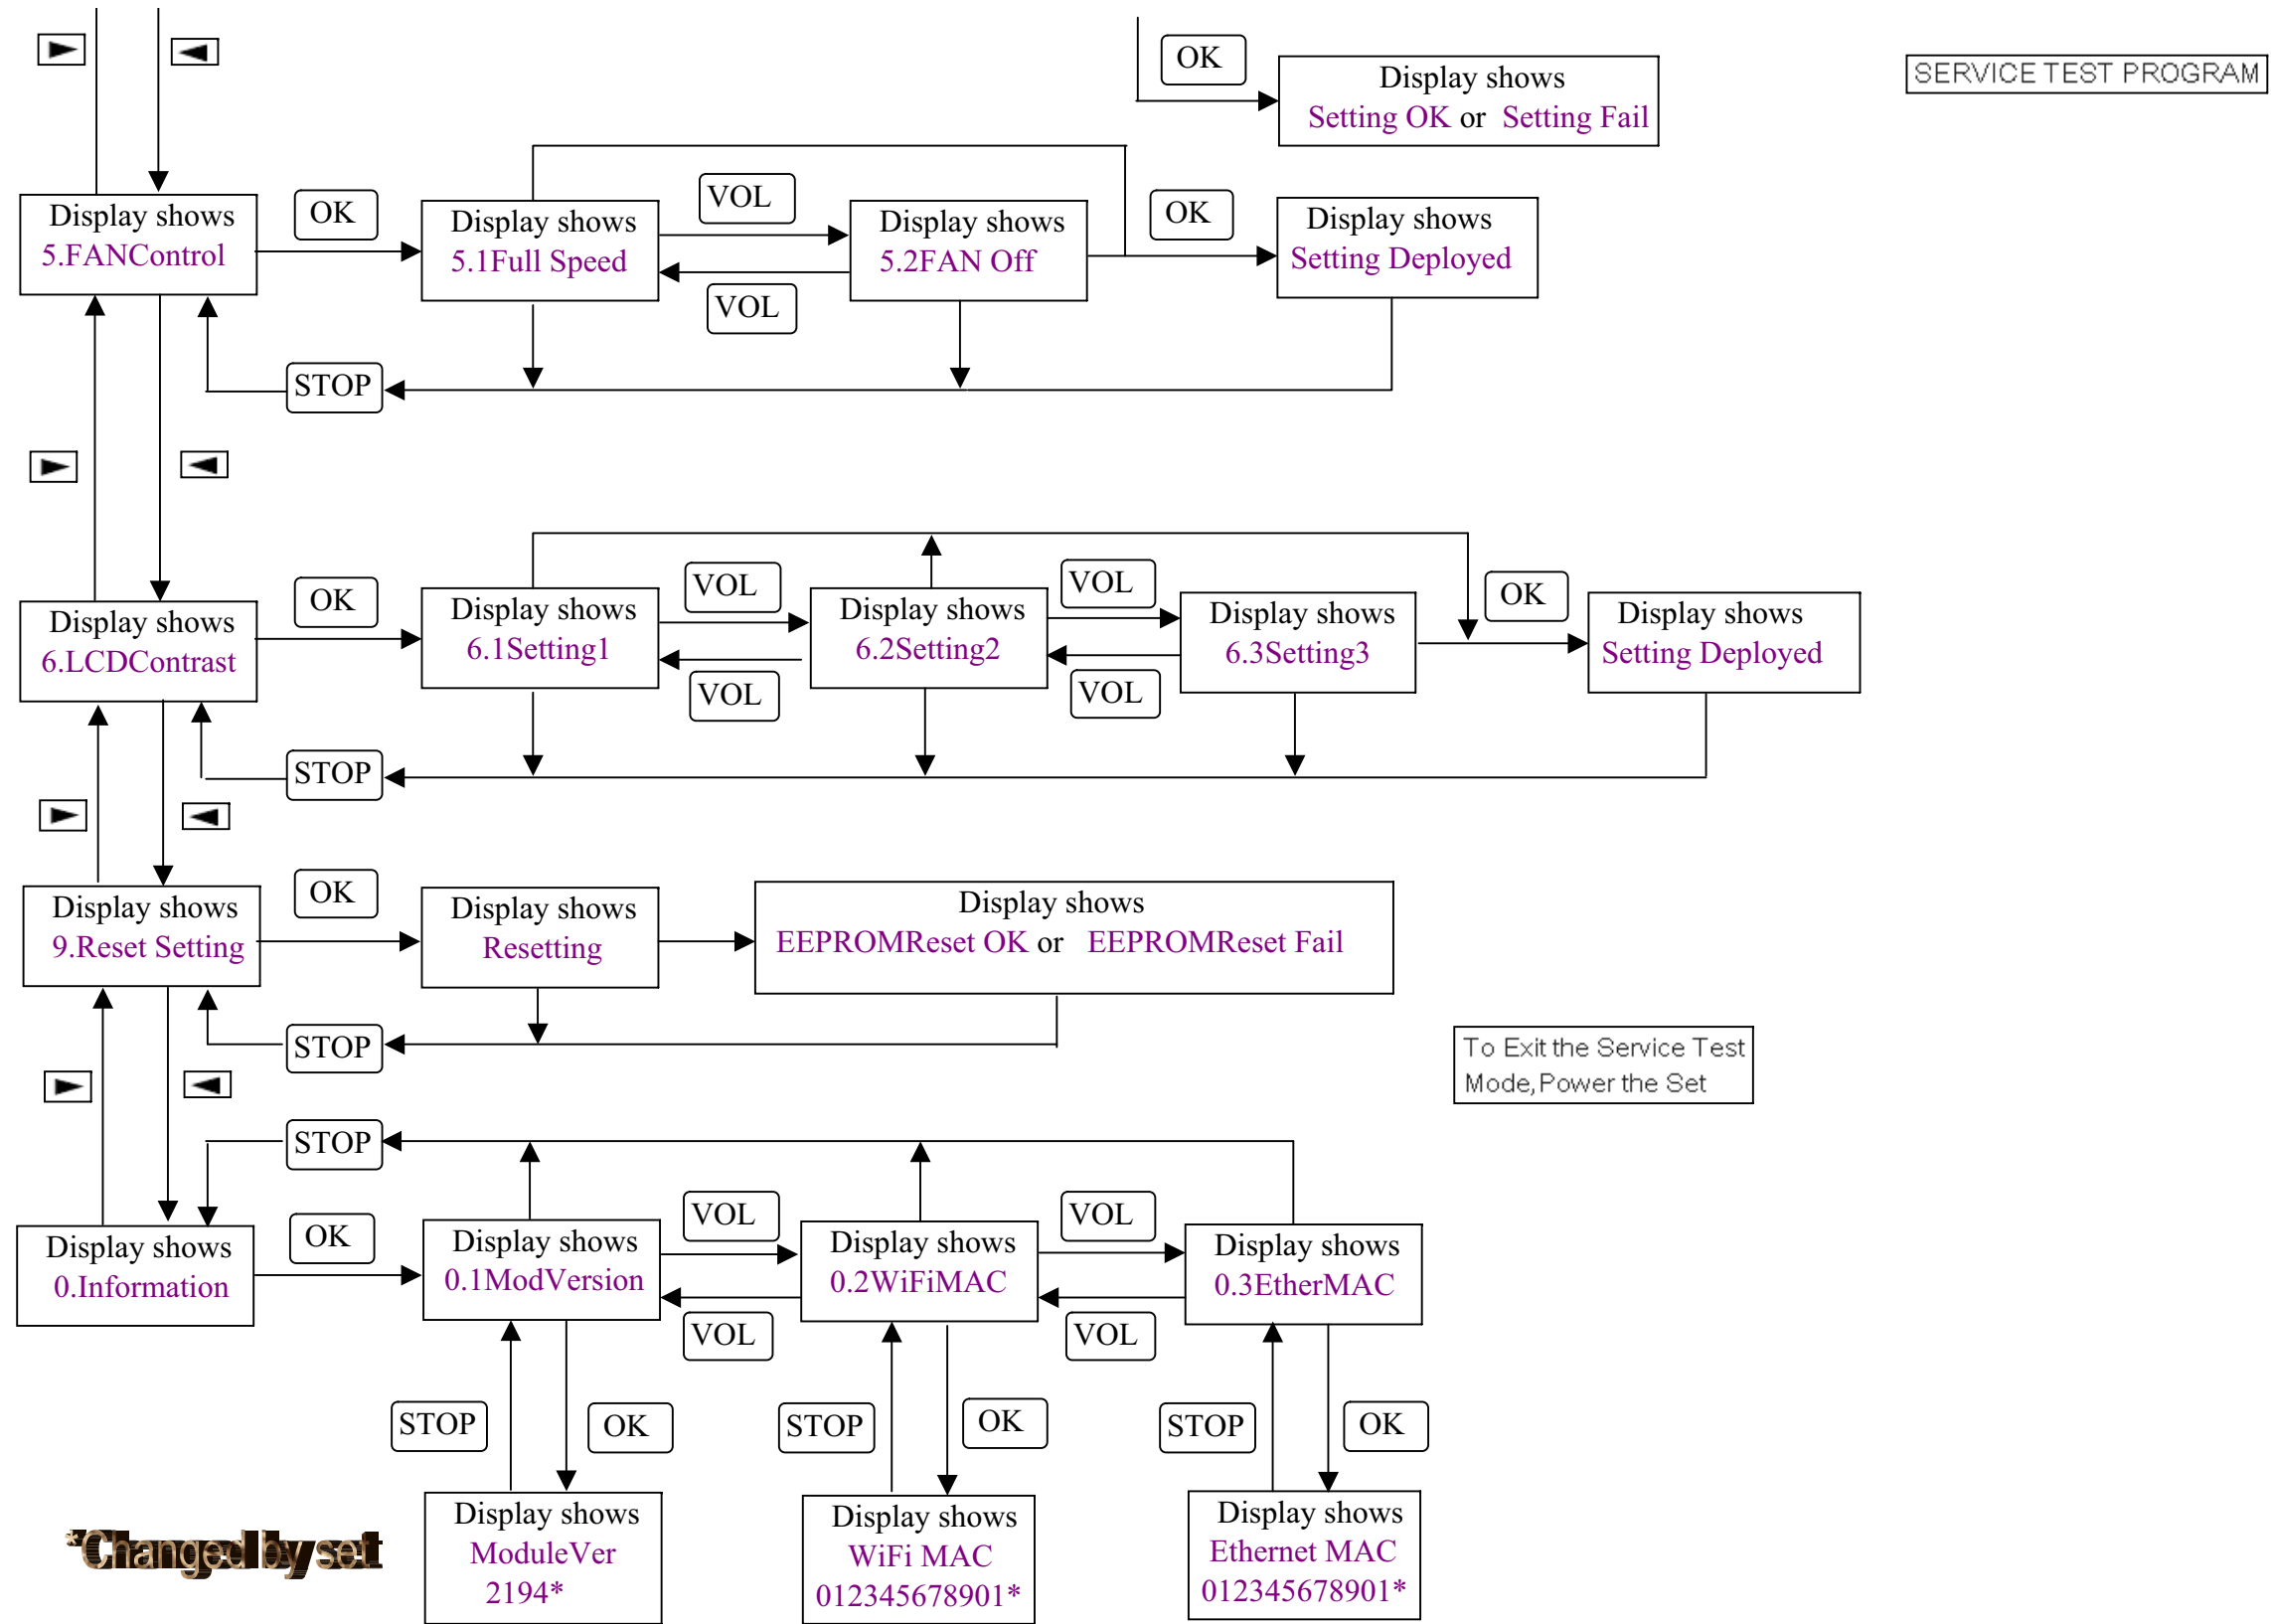 OK
Display shows
Setting OK or Setting Fail
SERVICE TEST PROGRAM
Display shows
5.FANControl
OK
Display shows
5.1Full Speed
VOL
VOL
Display shows
5.2FAN Off
OK
Display shows
Setting Deployed
STOP
Display shows
6.LCDContrast
OK
Display shows
6.1Setting1
VOL
VOL
Display shows
6.2Setting2
VOL
VOL
Display shows
6.3Setting3
OK
Display shows
Setting Deployed
STOP
Display shows
9.Reset Setting
OK
Display shows
Resetting
Display shows
EEPROMReset OK or EEPROMReset Fail
STOP
To Exit the Service Test
Mode,Power the Set
STOP
Display shows
0.Information
OK
Display shows
0.1ModVersion
VOL
VOL
Display shows
0.2WiFiMAC
VOL
VOL
Display shows
0.3EtherMAC
STOP
OK
STOP
OK
STOP
OK
*Changed by set
Display shows
ModuleVer
2194*
Display shows
WiFi MAC
012345678901*
Display shows
Ethernet MAC
012345678901*